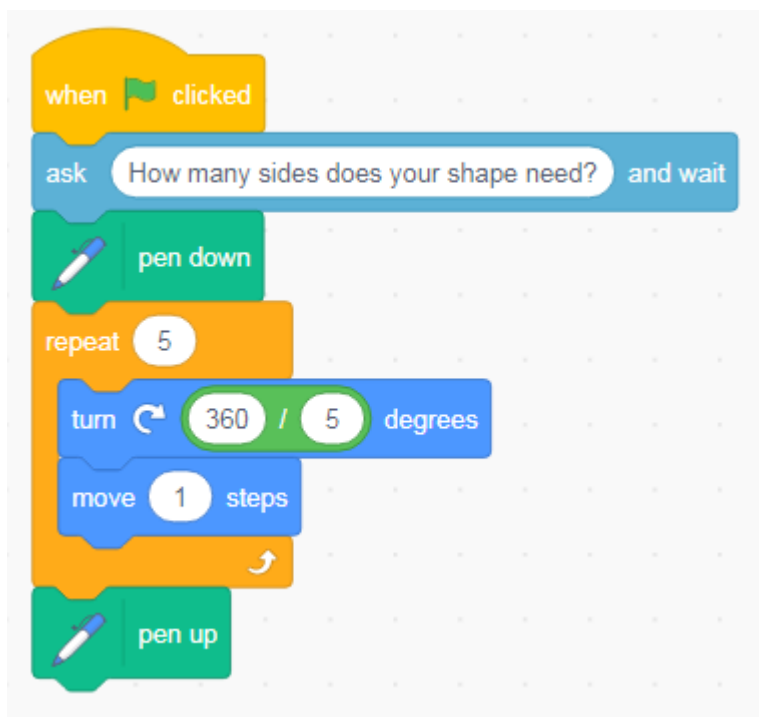 when clicked
ask How many sides does your shape need? and wait
pen down
repeat 5
turn 360 / 5 degrees
move 1 steps
pen up